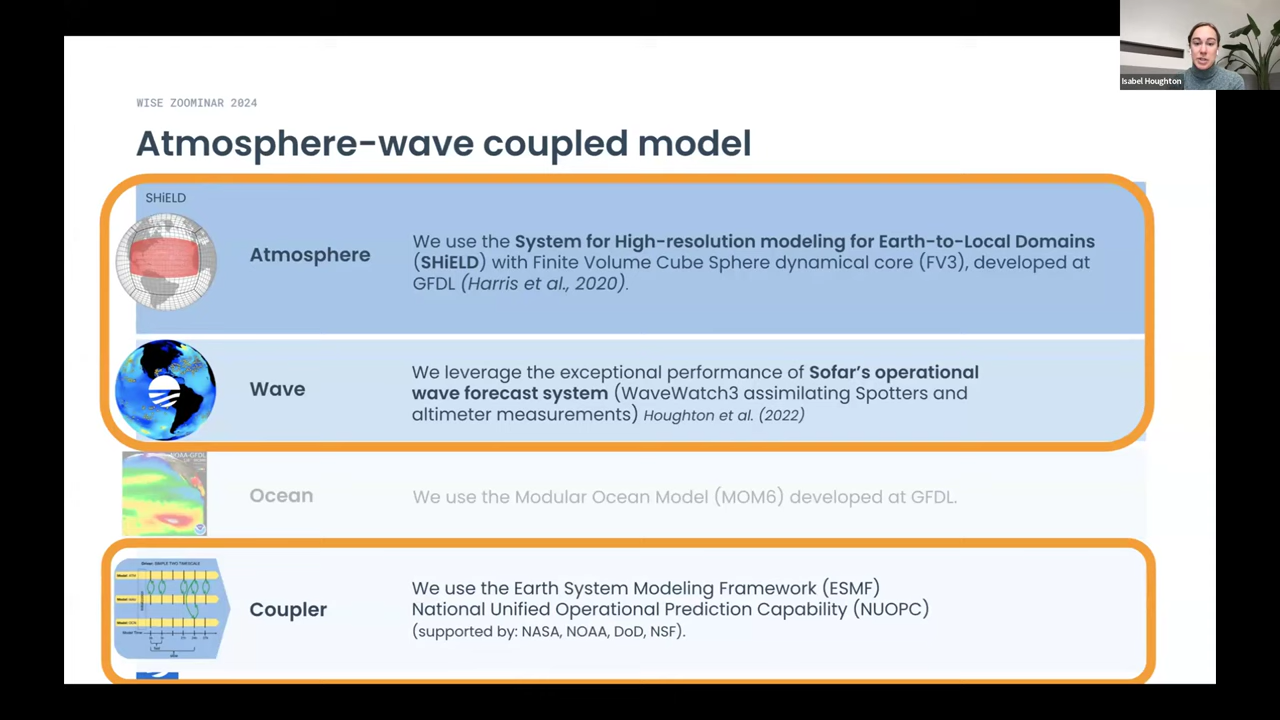 Isabel Houghton
WISE ZOOMINAR 2024
Atmosphere-wave coupled model
SHiELD
Atmosphere
We use the System for High-resolution modeling for Earth-to-Local Domains
(SHiELD) with Finite Volume Cube Sphere dynamical core (FV3), developed at
GFDL (Harris et al., 2020).
Wave
We leverage the exceptional performance of Sofar's operational
wave forecast system (WaveWatch3 assimilating Spotters and
altimeter measurements) Houghton et al. (2022)
NOAA-GFDL
Ocean
We use the Modular Ocean Model (MOM6) developed at GFDL.
Coupler
We use the Earth System Modeling Framework (ESMF)
National Unified Operational Prediction Capability (NUOPC)
(supported by: NASA, NOAA, DoD, NSF).